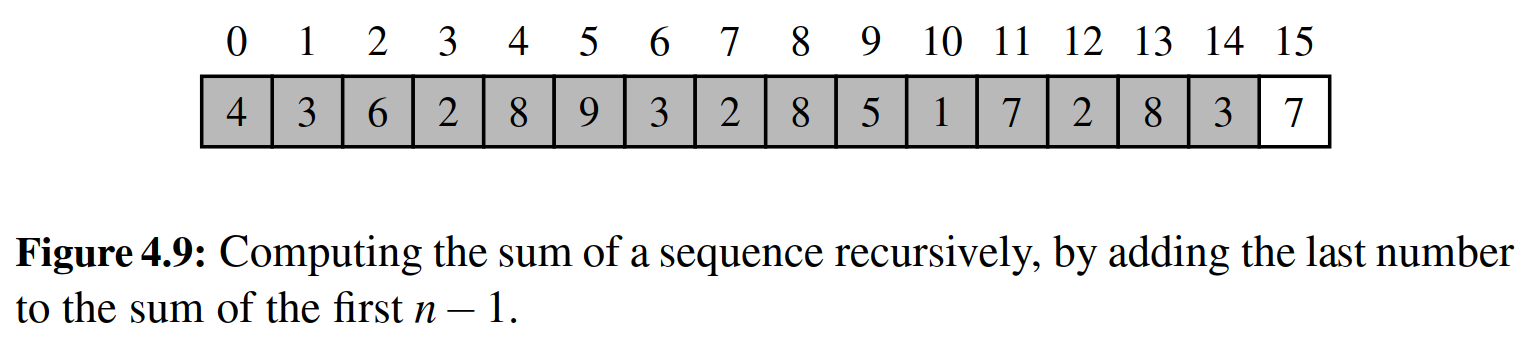 0 1 2 3 4 5 6 7 8 9 10 11 12 13 14 15
4 3 6 2 8 9 3 2 8 5 1 7 2 8 3 7
Figure 4.9: Computing the sum of a sequence recursively, by adding the last number
to the sum of the first n − 1.